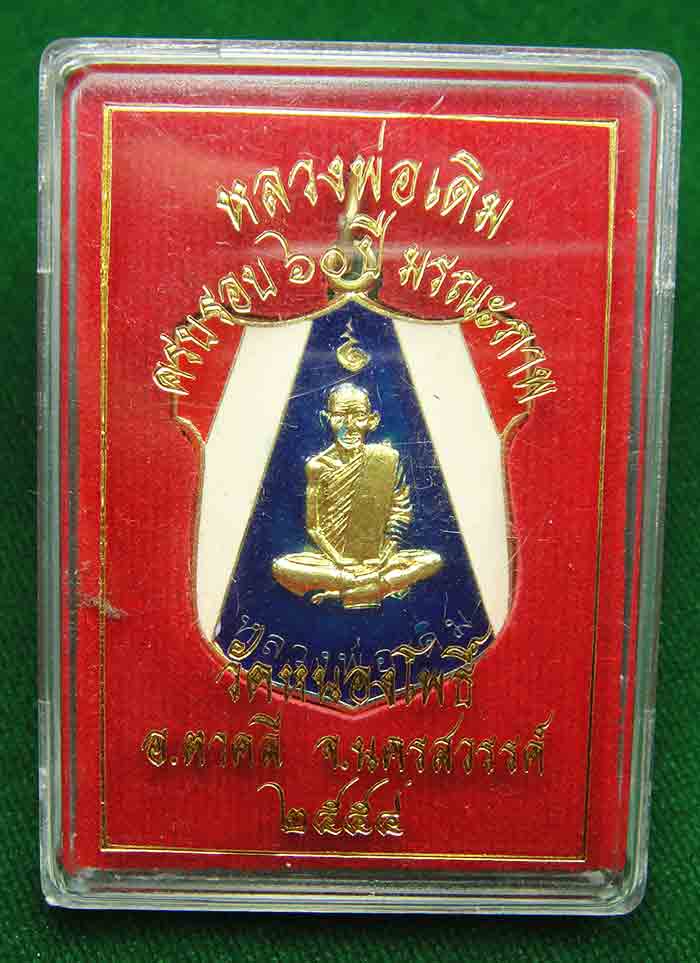 หลวงพ่อเดิม
ครบรอบ ๖๐ ปี มรณะภาพ
หลวงพ่อเดิม
วัดหนองโพธิ์
อ.ตาคลี จ.นครสวรรค์
๒๕๕๔